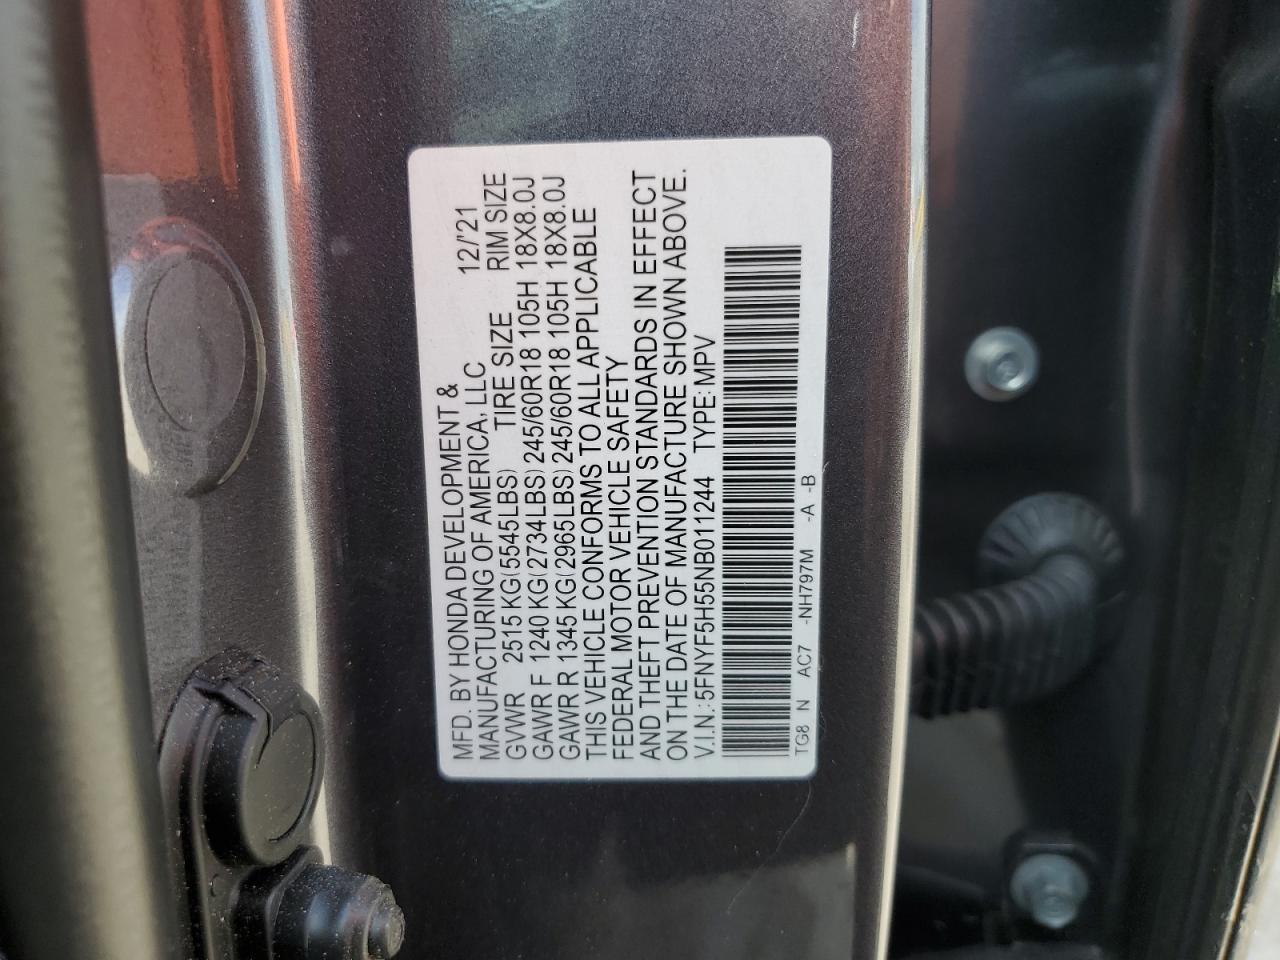 MFD. BY HONDA DEVELOPMENT & 12/'21
MANUFACTURING OF AMERICA, LLC
GVWR 2515 KG(5545LBS) TIRE SIZE RIM SIZE
GAWR F 1240 KG(2734LBS) 245/60R18 105H 18X8.0J
GAWR R 1345 KG(2965LBS) 245/60R18 105H 18X8.0J
THIS VEHICLE CONFORMS TO ALL APPLICABLE
FEDERAL MOTOR VEHICLE SAFETY
AND THEFT PREVENTION STANDARDS IN EFFECT
ON THE DATE OF MANUFACTURE SHOWN ABOVE.
V.I.N.:5FNYF5H55NB011244 TYPE:MPV
TG8 N AC7 -NH797M -A -B